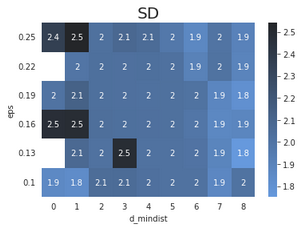 SD
0.25 2.4 2.5 2 2.1 2.1 2 1.9 2 1.9
0.22 2 2 2 2 2 1.9 2 1.9
0.19 2 2.1 2 2 2 2 2 1.9 1.8
0.16 2.5 2.5 2 2 2 2 2 1.9 1.9
0.13 2.1 2 2.5 2 2 2 1.9 1.8
0.1 1.9 1.8 2.1 2.1 2 2 2 1.9 2
0 1 2 3 4 5 6 7 8
d_mindist
eps
2.5
2.4
2.3
2.2
2.1
2.0
1.9
1.8